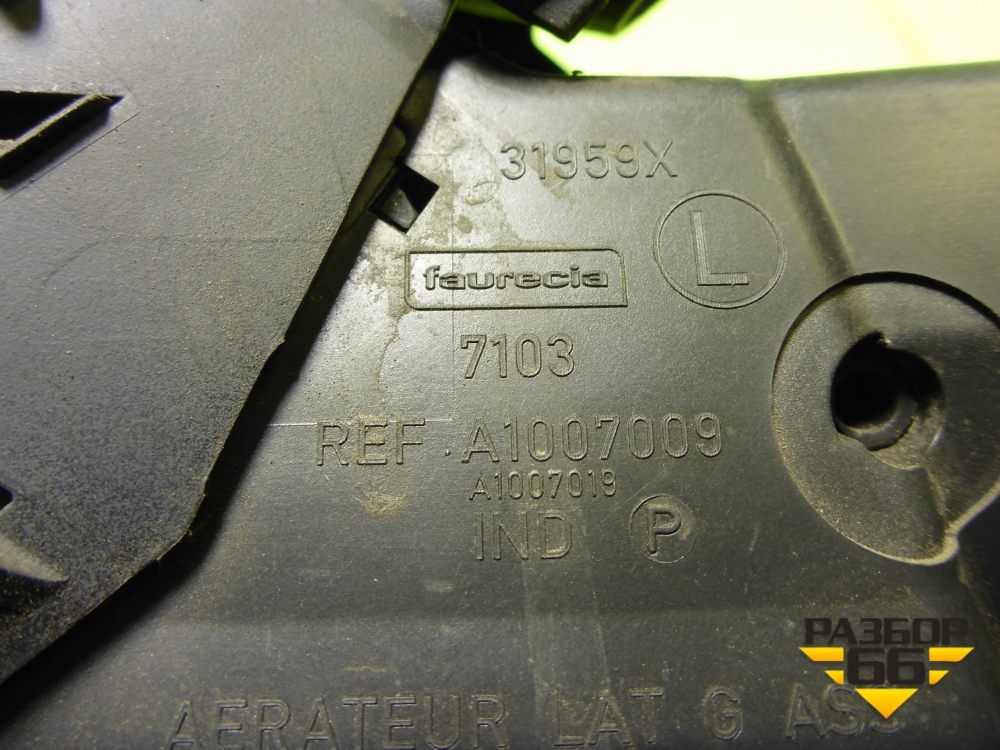 31959X
L
faurecia
7103
REF . A1007009
A1007019
IND P
AERATEUR LAT G ASS
РАЗБОР
66